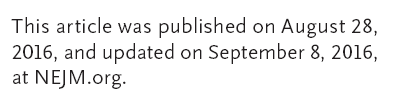 This article was published on August 28,
2016, and updated on September 8, 2016,
at NEJM.org.